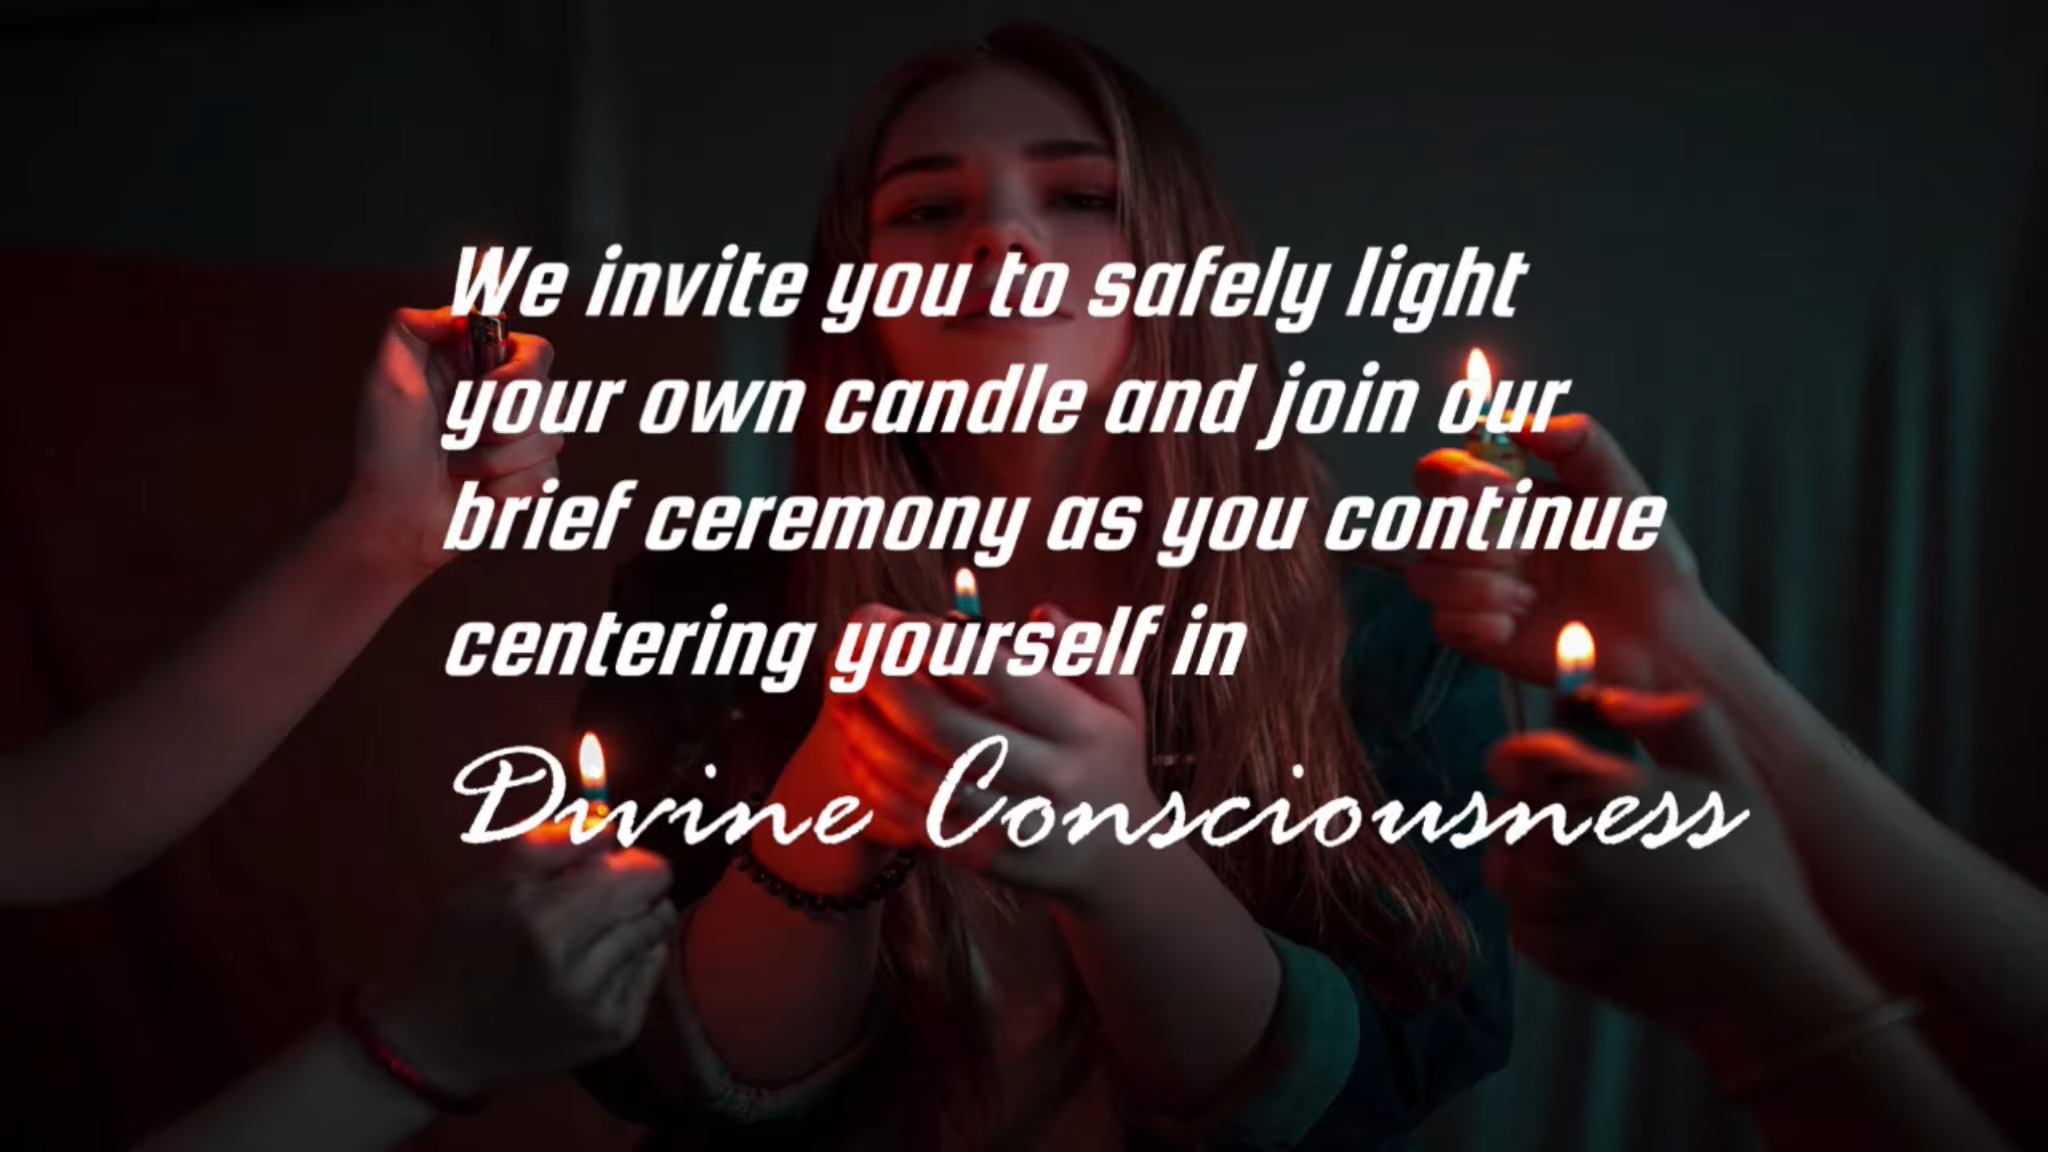 We invite you to safely light
your own candle and join our
brief ceremony as you continue
centering yourself in
Divine Consciousness